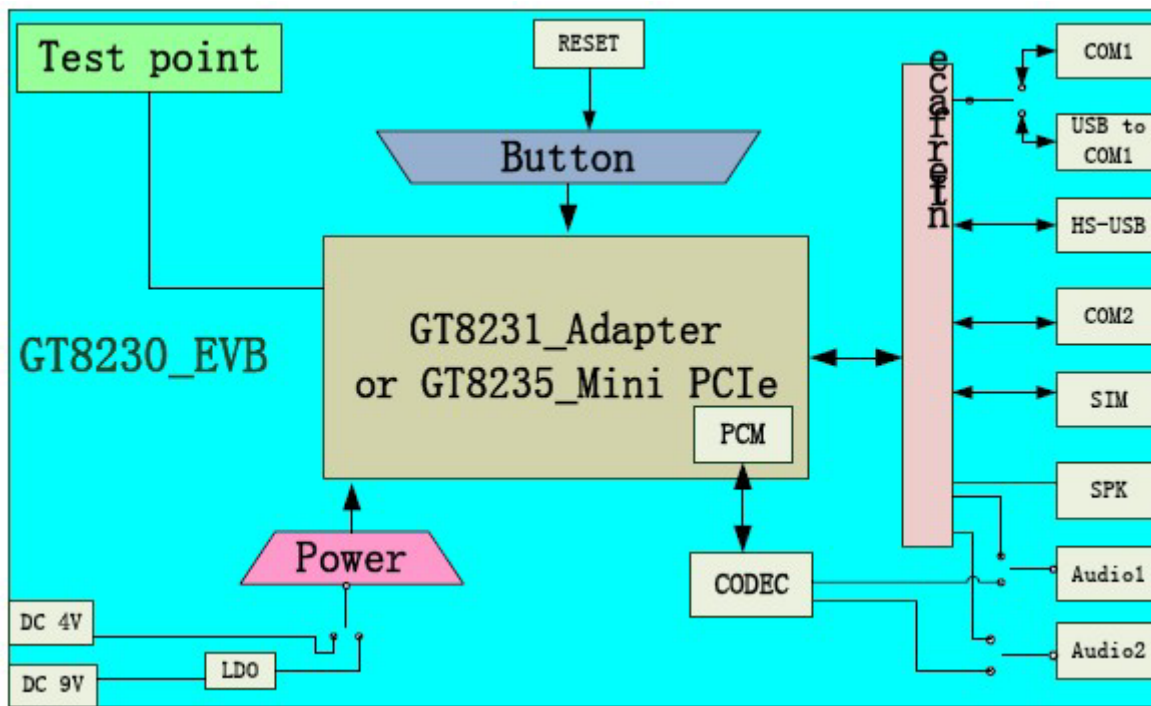 Test point
RESET
Button
Interface
COM1
USB to
COM1
HS-USB
COM2
SIM
SPK
Audio1
Audio2
GT8230_EVB
GT8231_Adapter
or GT8235_Mini PCIe
PCM
CODEC
Power
DC 4V
LDO
DC 9V